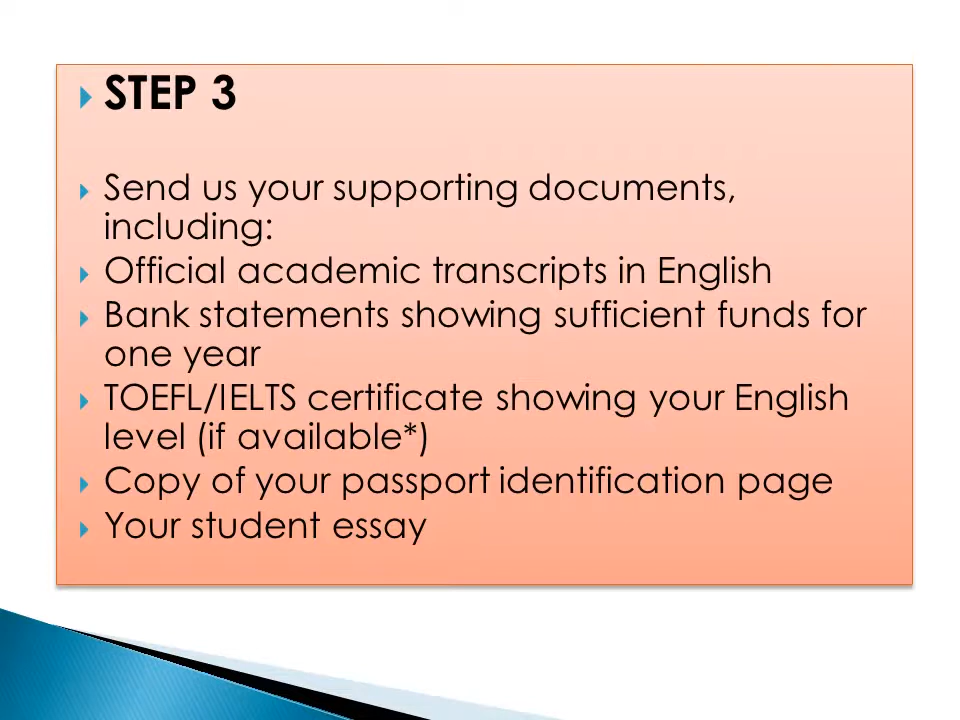 STEP 3
Send us your supporting documents,
including:
Official academic transcripts in English
Bank statements showing sufficient funds for
one year
TOEFL/IELTS certificate showing your English
level (if available*)
Copy of your passport identification page
Your student essay